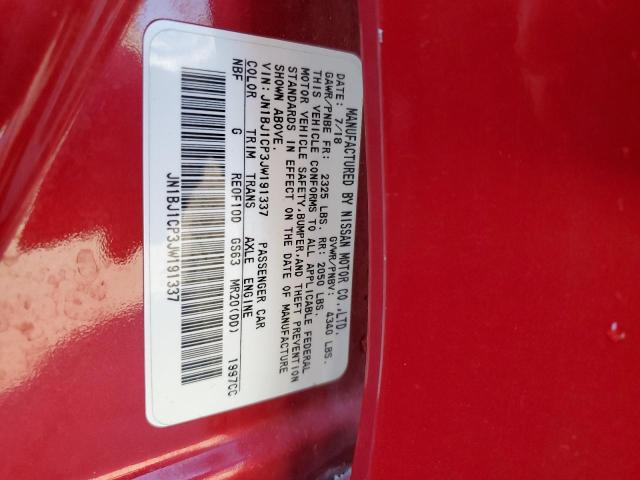 MANUFACTURED BY NISSAN MOTOR CO.,LTD.
DATE: 7/18 GVWR/PNBV: 4340 LBS.
GAWR/PNBE FR: 2325 LBS. RR: 2050 LBS.
THIS VEHICLE CONFORMS TO ALL APPLICABLE FEDERAL
MOTOR VEHICLE SAFETY,BUMPER,AND THEFT PREVENTION
STANDARDS IN EFFECT ON THE DATE OF MANUFACTURE
SHOWN ABOVE.
VIN:JN1BJ1CP3JW191337 PASSENGER CAR
COLOR TRIM TRANS AXLE ENGINE
NBF G RE0F10D GS63 MR20(DD) 1997CC
JN1BJ1CP3JW191337